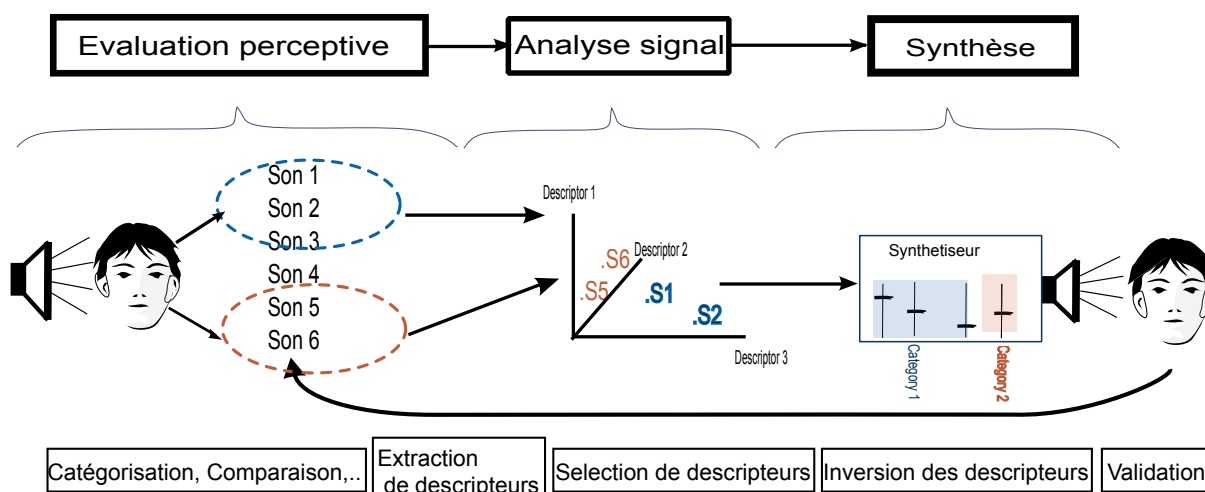 Evaluation perceptive
Analyse signal
Synthèse
Son 1
Son 2
Son 3
Son 4
Son 5
Son 6
Descriptor 1
Descriptor 2
.S6
.S5
.S1
.S2
Descriptor 3
Synthetiseur
Category 1
Category 2
Catégorisation, Comparaison,..
Extraction
de descripteurs
Selection de descripteurs
Inversion des descripteurs
Validation